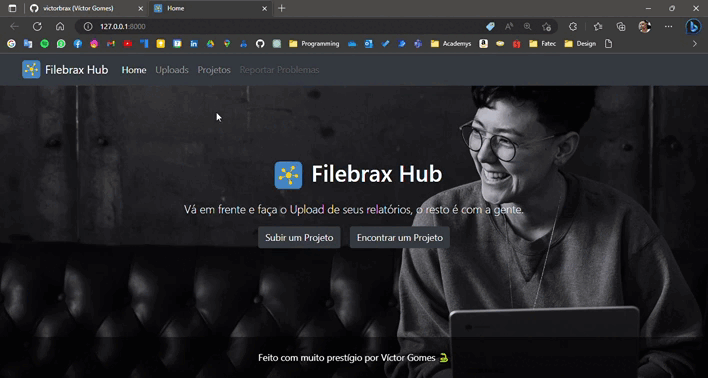 victorbrax (Victor Gomes)
Home
127.0.0.1:8000
Programming
Academys
Fatec
Design
Filebrax Hub
Home
Uploads
Projetos
Reportar Problemas
Filebrax Hub
Vá em frente e faça o Upload de seus relatórios, o resto é com a gente.
Subir um Projeto
Encontrar um Projeto
Feito com muito prestígio por Víctor Gomes